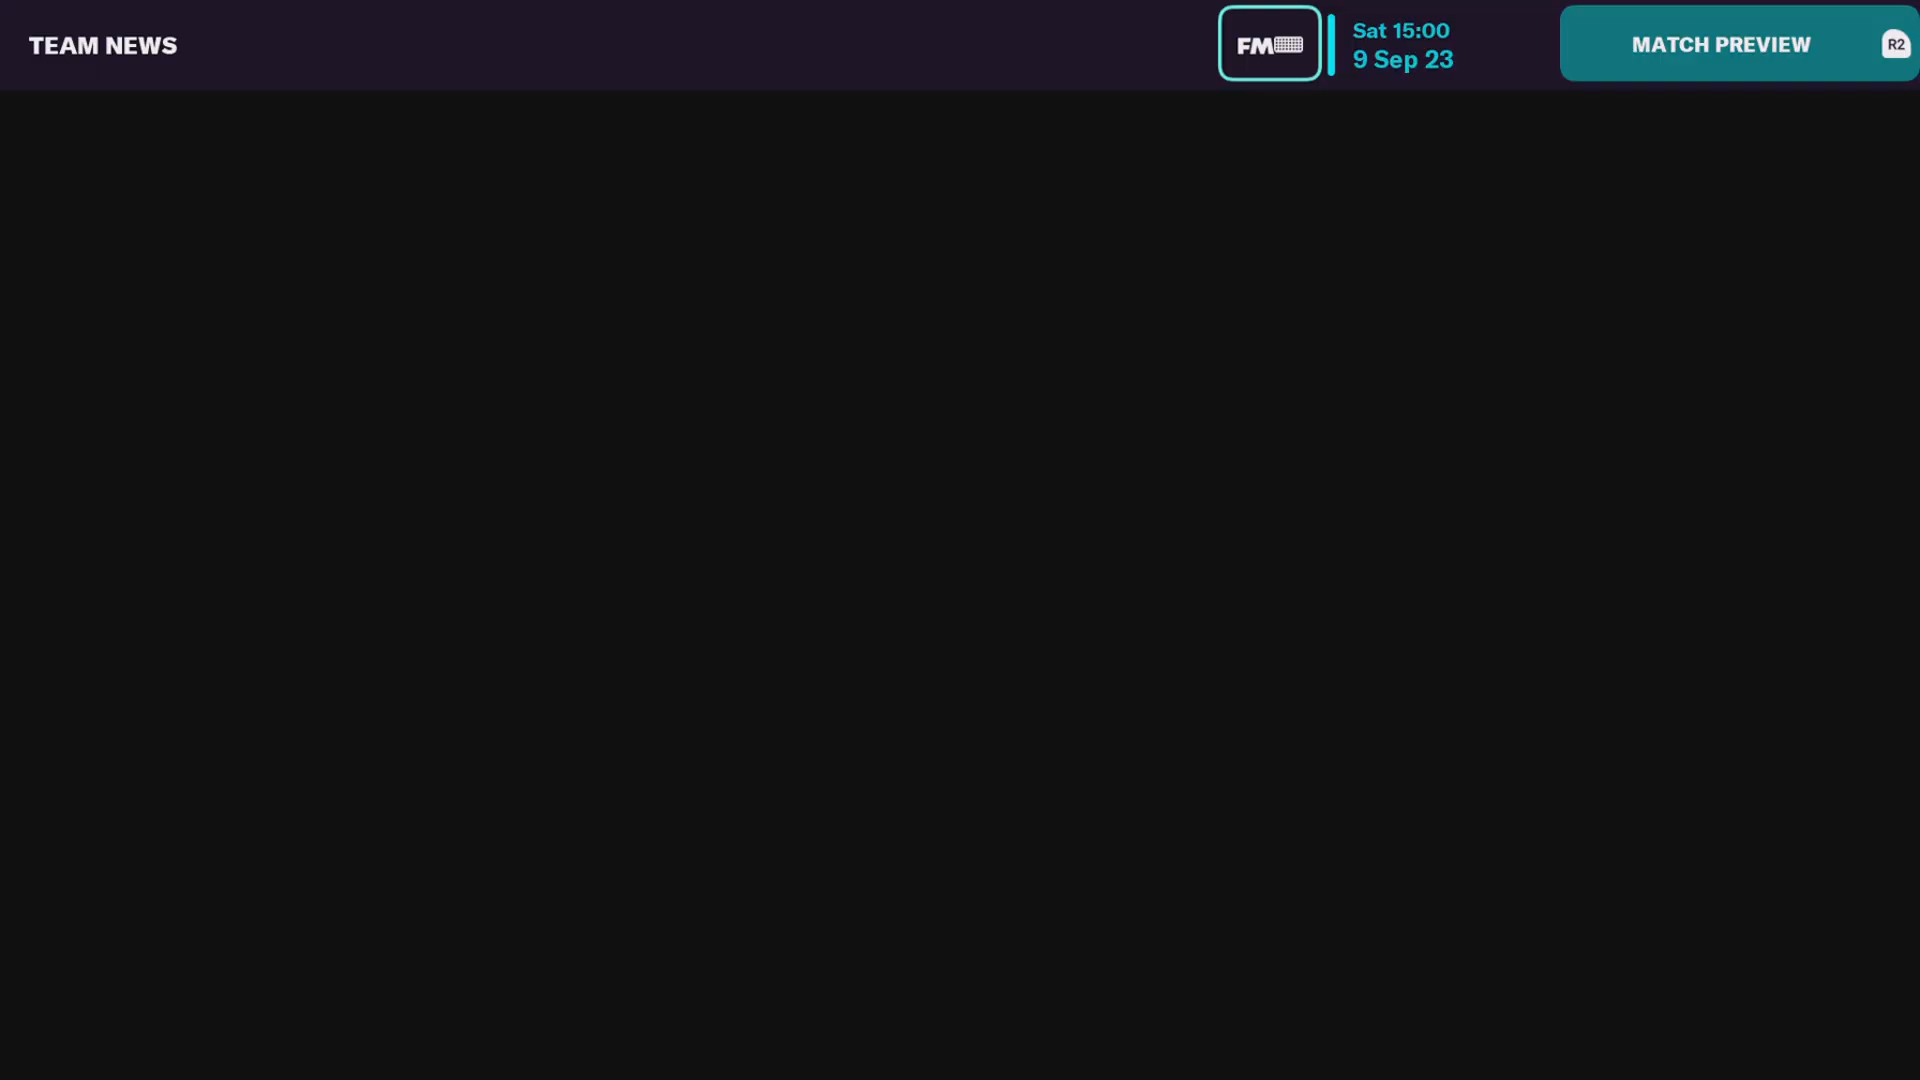 TEAM NEWS
FM
Sat 15:00
9 Sep 23
MATCH PREVIEW
R2